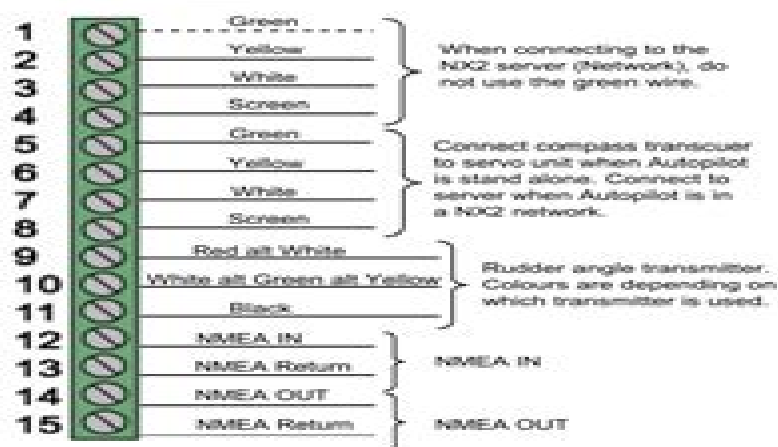 1 Green
2 Yellow
3 White
4 Screen
When connecting to the
NX2 server (Network), do
not use the green wire.
5 Green
6 Yellow
7 White
8 Screen
Connect compass transcuer
to servo unit when Autopilot
is stand alone. Connect to
server when Autopilot is in
a NX2 network.
9 Red alt White
10 White alt Green alt Yellow
11 Black
Rudder angle transmitter.
Colours are depending on
which transmitter is used.
12 NMEA IN
13 NMEA Return
NMEA IN
14 NMEA OUT
15 NMEA Return
NMEA OUT